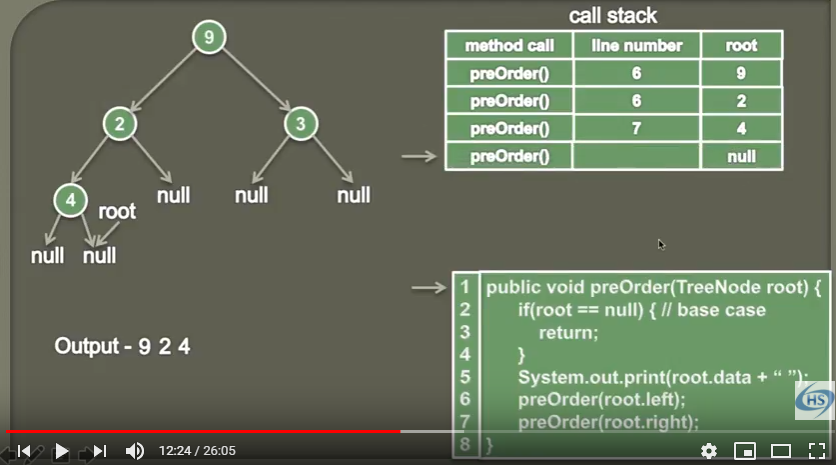 call stack
method call line number root
preOrder() 6 9
preOrder() 6 2
preOrder() 7 4
preOrder() null
9
2 3
4 null null null
root
null null
Output - 9 2 4
1 public void preOrder(TreeNode root) {
2 if(root == null) { // base case
3 return;
4 }
5 System.out.print(root.data + “ ”);
6 preOrder(root.left);
7 preOrder(root.right);
8 }
HS
12:24 / 26:05